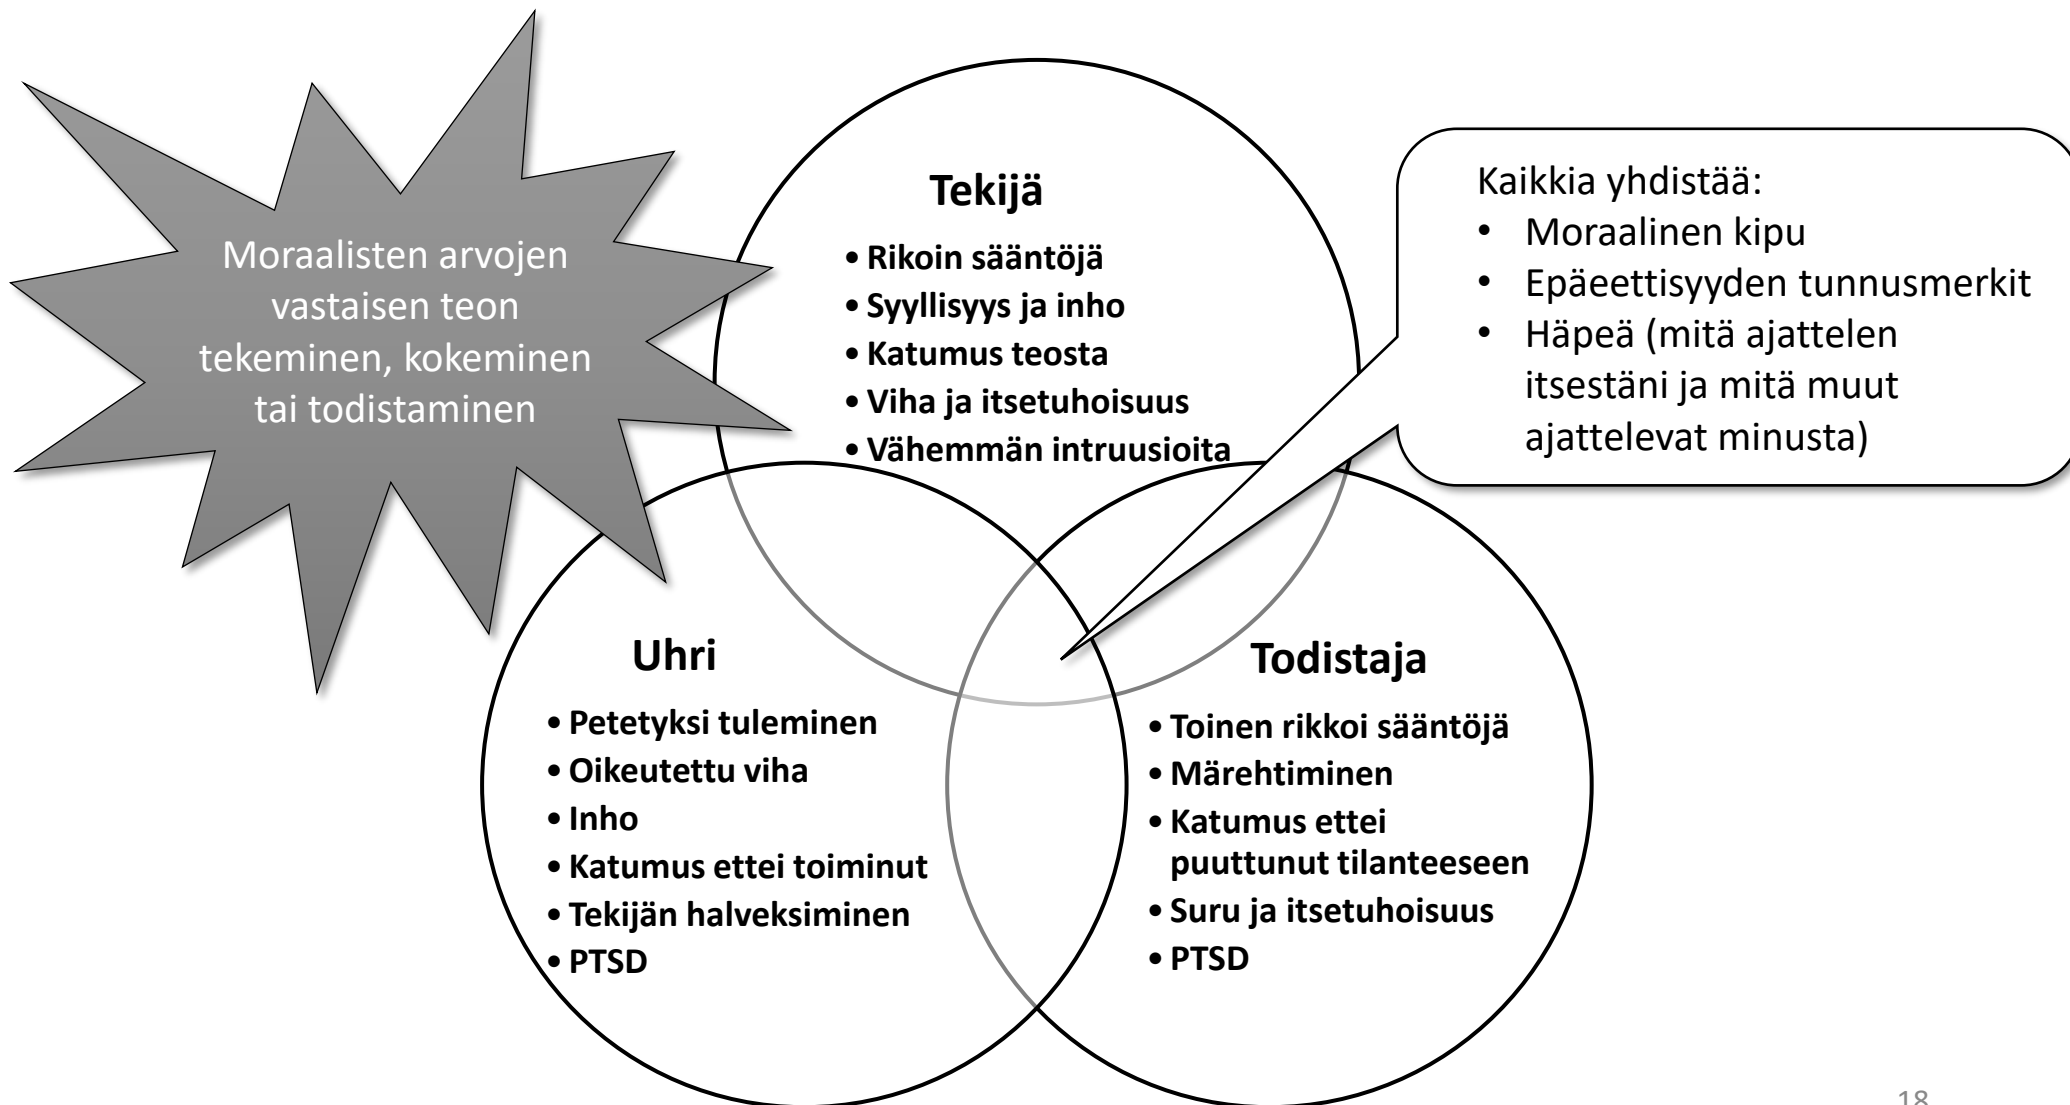 Moraalisten arvojen
vastaisen teon
tekeminen, kokeminen
tai todistaminen
Tekijä
• Rikoin sääntöjä
• Syyllisyys ja inho
• Katumus teosta
• Viha ja itsetuhoisuus
• Vähemmän intruusioita
Kaikkia yhdistää:
• Moraalinen kipu
• Epäeettisyyden tunnusmerkit
• Häpeä (mitä ajattelen
itsestäni ja mitä muut
ajattelevat minusta)
Uhri
• Petetyksi tuleminen
• Oikeutettu viha
• Inho
• Katumus ettei toiminut
• Tekijän halveksiminen
• PTSD
Todistaja
• Toinen rikkoi sääntöjä
• Märehtiminen
• Katumus ettei
puuttunut tilanteeseen
• Suru ja itsetuhoisuus
• PTSD
18